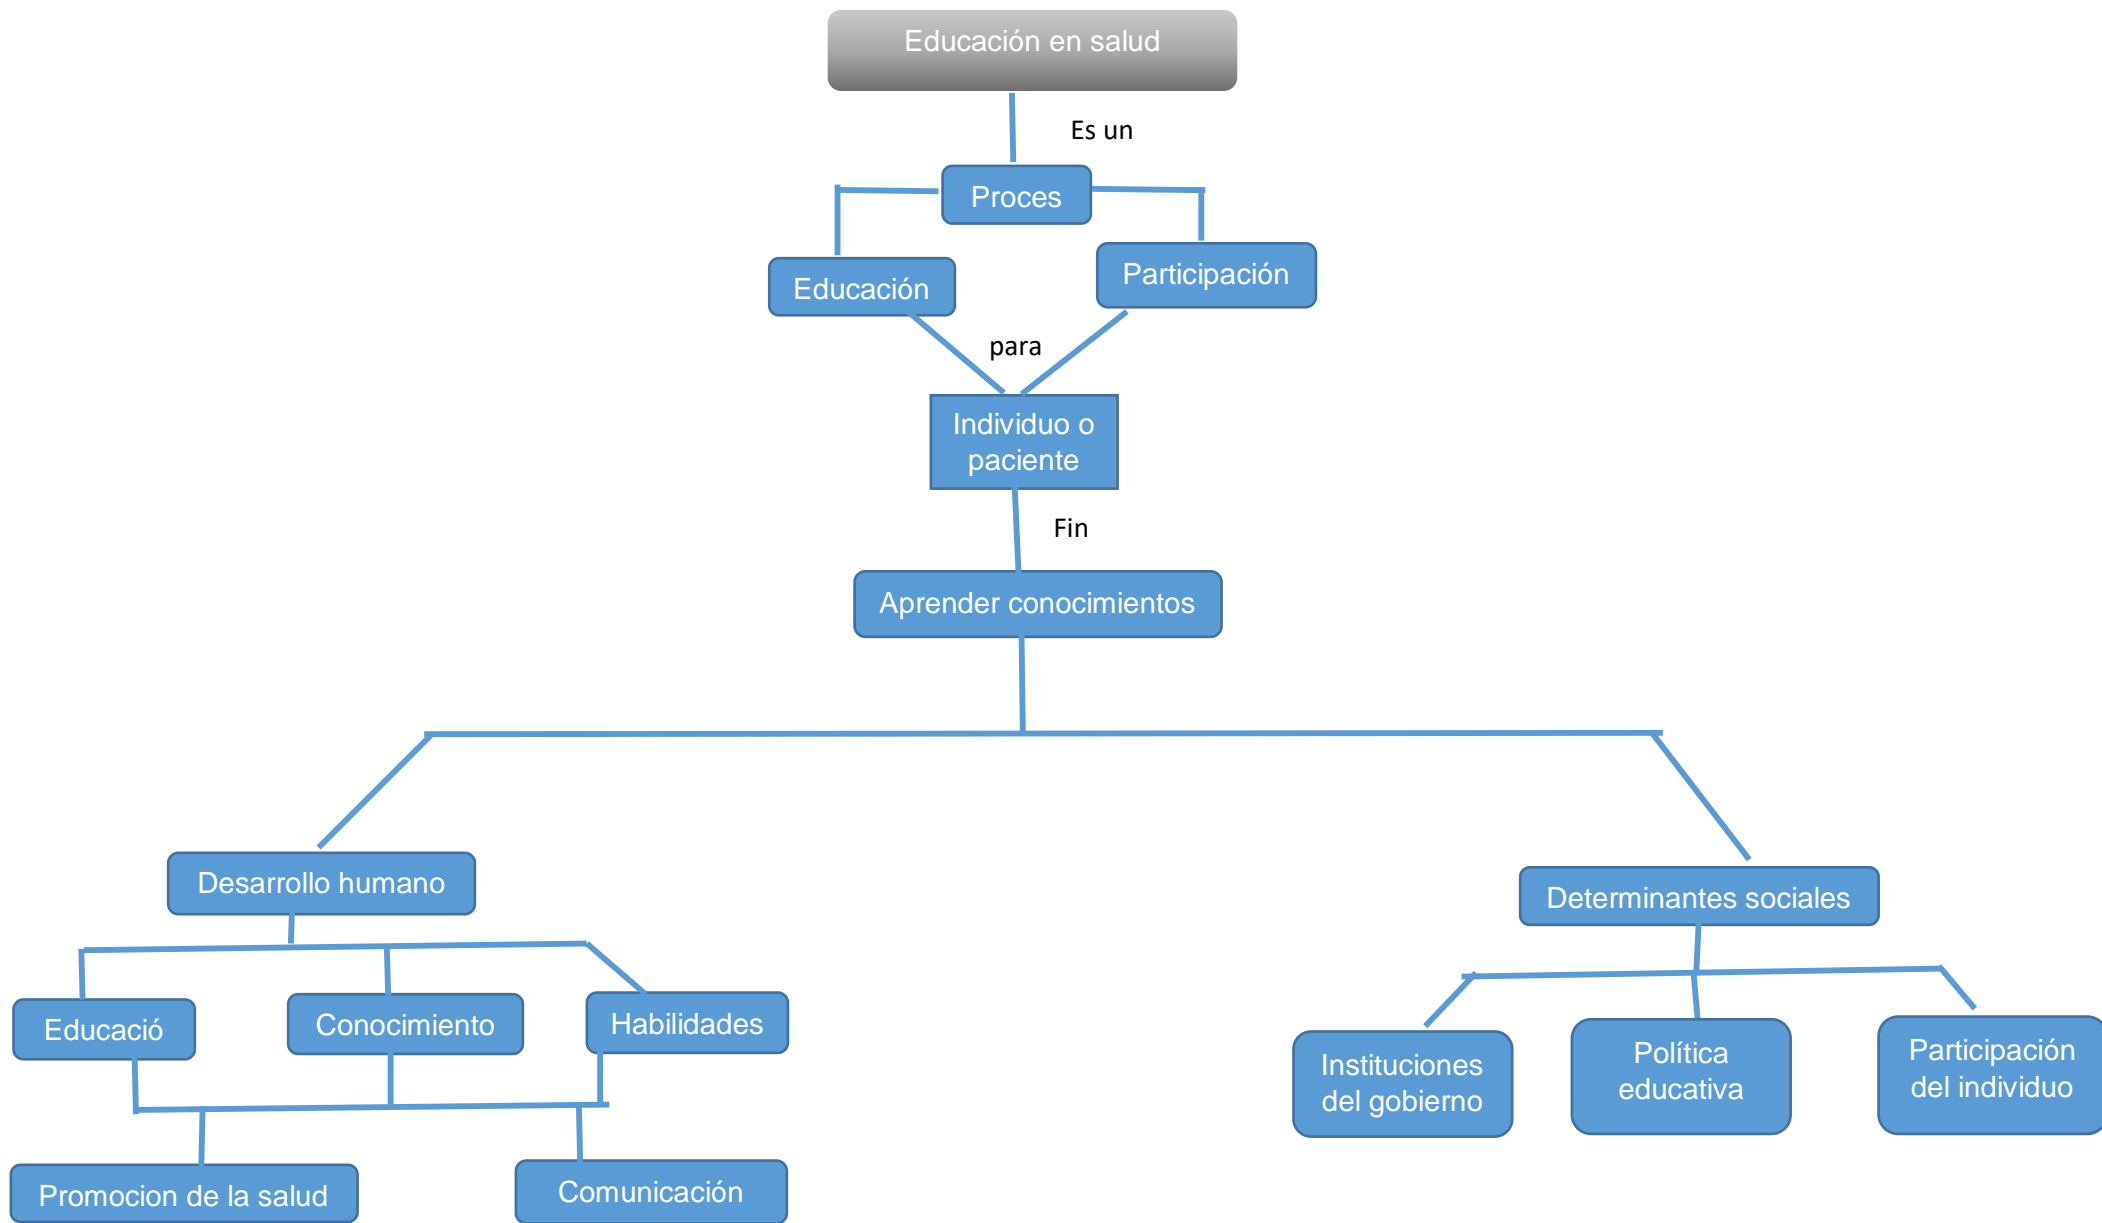 Educación en salud
Es un
Proces
Educación
Participación
para
Individuo o
paciente
Fin
Aprender conocimientos
Desarrollo humano
Determinantes sociales
Educació
Conocimiento
Habilidades
Instituciones
del gobierno
Política
educativa
Participación
del individuo
Promocion de la salud
Comunicación